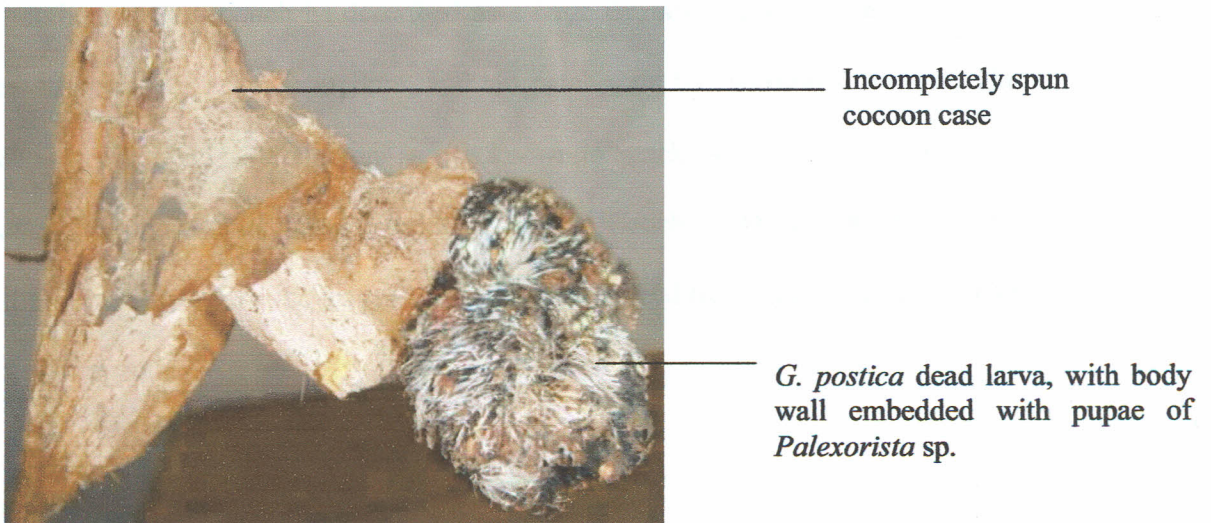 Incompletely spun
cocoon case
G. postica dead larva, with body
wall embedded with pupae of
Palexorista sp.